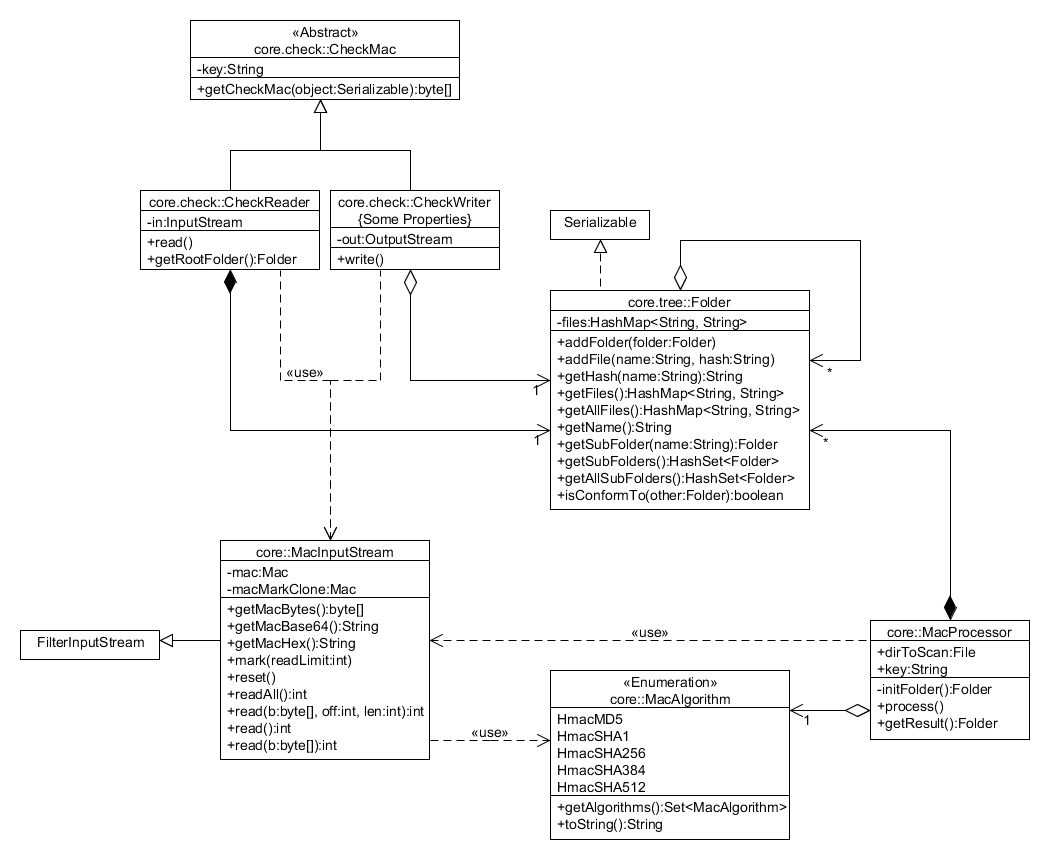 «Abstract»
core.check::CheckMac
-key:String
+getCheckMac(object:Serializable):byte[]
core.check::CheckReader
-in:InputStream
+read()
+getRootFolder():Folder
core.check::CheckWriter
{Some Properties}
-out:OutputStream
+write()
Serializable
core.tree::Folder
-files:HashMap<String, String>
+addFolder(folder:Folder)
+addFile(name:String, hash:String)
+getHash(name:String):String
+getFiles():HashMap<String, String>
+getAllFiles():HashMap<String, String>
+getName():String
+getSubFolder(name:String):Folder
+getSubFolders():HashSet<Folder>
+getAllSubFolders():HashSet<Folder>
+isConformTo(other:Folder):boolean
*
«use»
1
1
*
core::MacInputStream
-mac:Mac
-macMarkClone:Mac
+getMacBytes():byte[]
+getMacBase64():String
+getMacHex():String
+mark(readLimit:int)
+reset()
+readAll():int
+read(b:byte[], off:int, len:int):int
+read():int
+read(b:byte[]):int
FilterInputStream
«use»
core::MacProcessor
+dirToScan:File
+key:String
-initFolder():Folder
+process()
+getResult():Folder
«use»
«Enumeration»
core::MacAlgorithm
HmacMD5
HmacSHA1
HmacSHA256
HmacSHA384
HmacSHA512
+getAlgorithms():Set<MacAlgorithm>
+toString():String
1